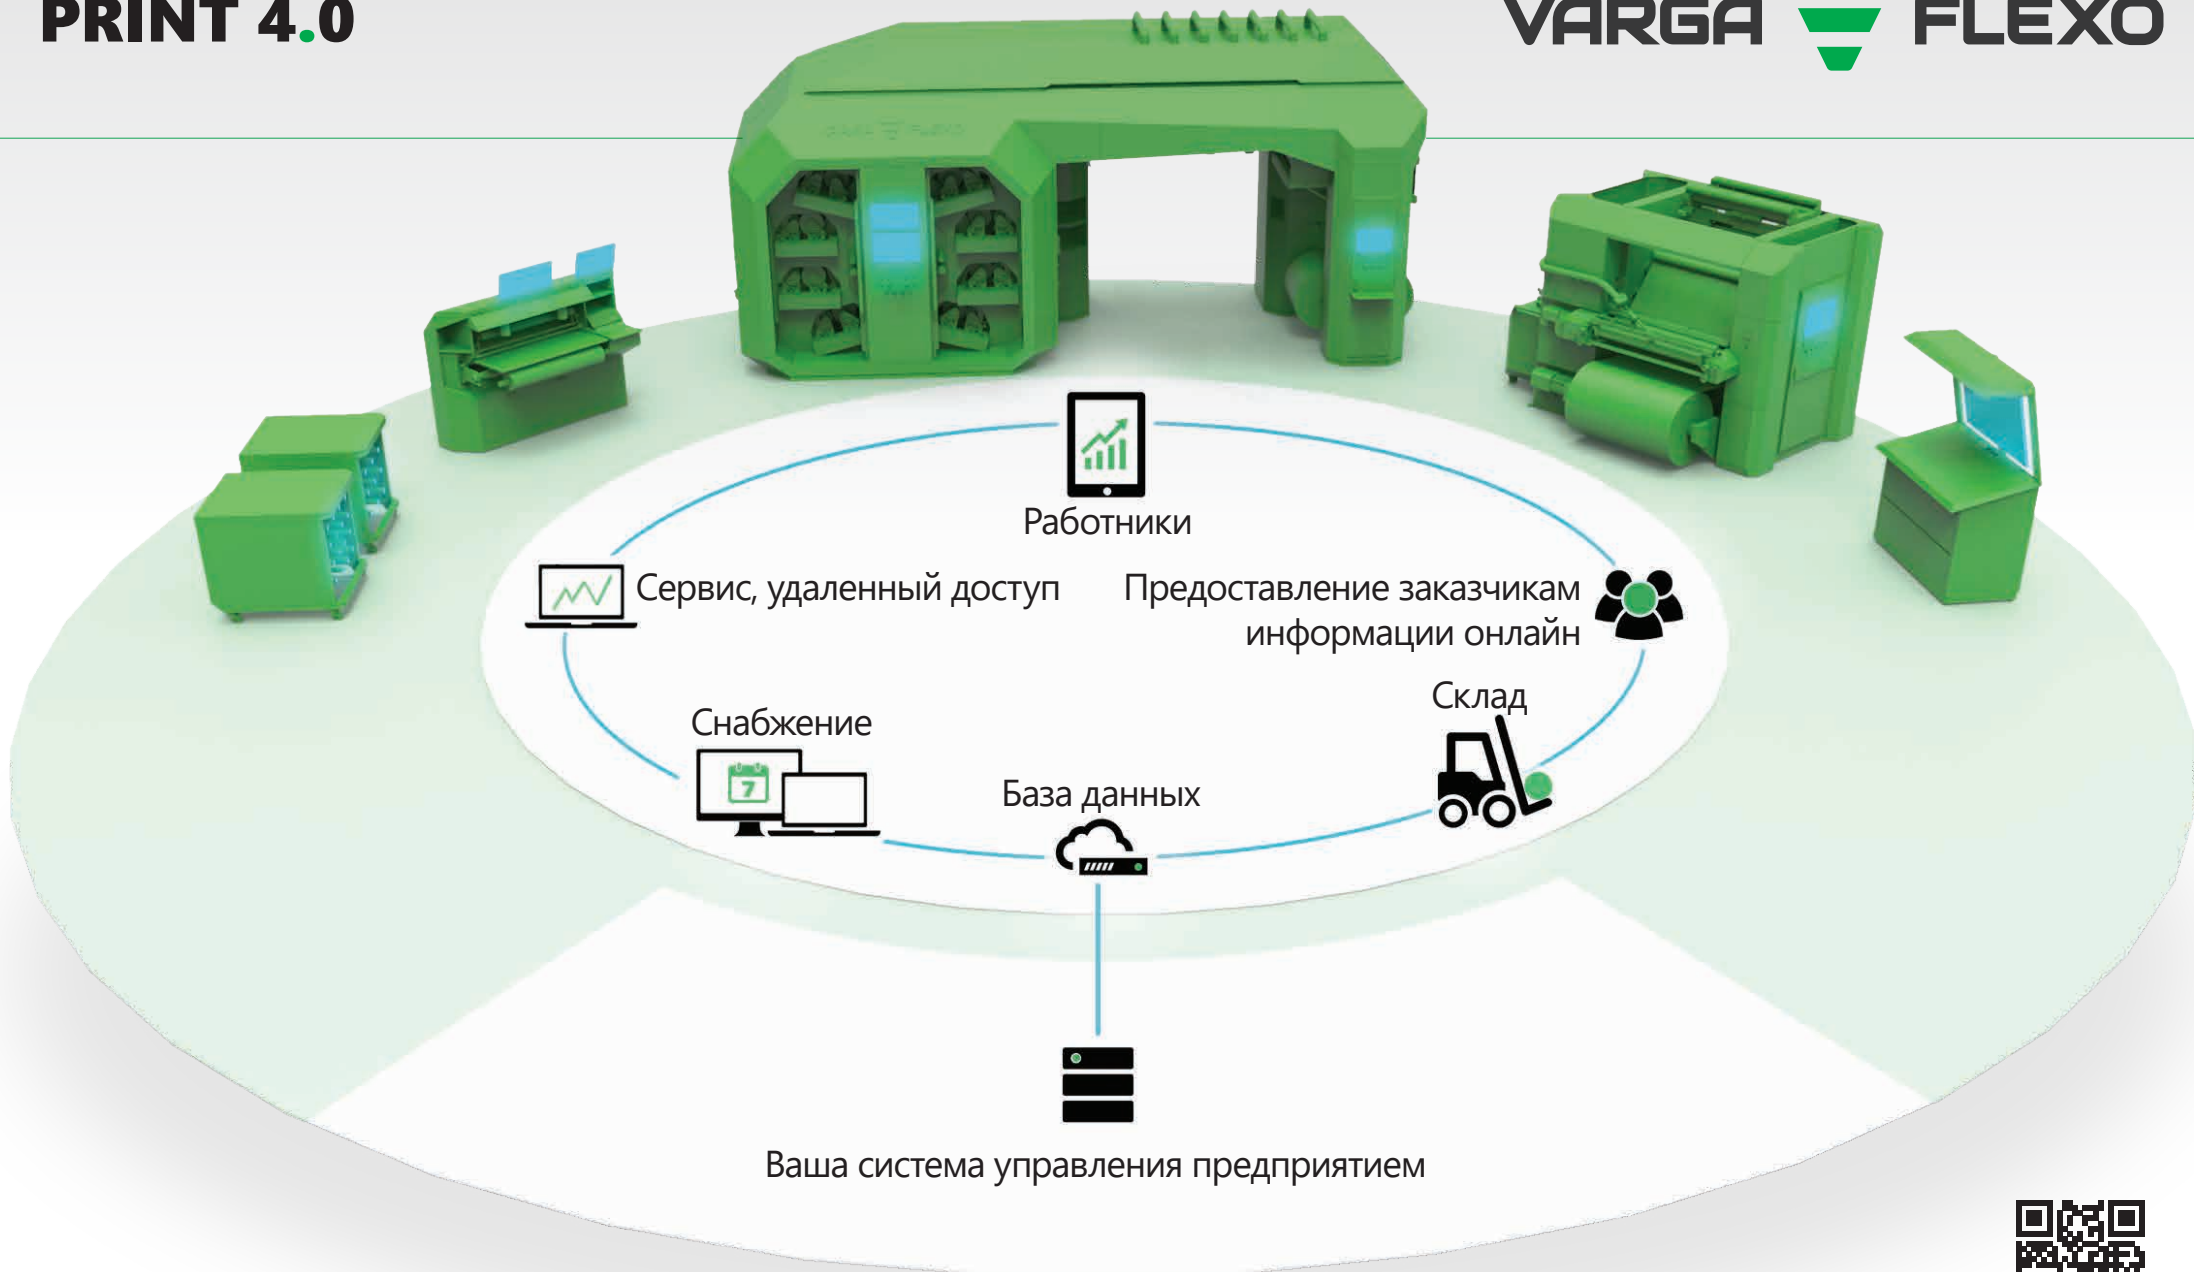 PRINT 4.0
VARGA FLEXO
Работники
Сервис, удаленный доступ
Предоставление заказчикам
информации онлайн
Склад
Снабжение
7
База данных
Ваша система управления предприятием